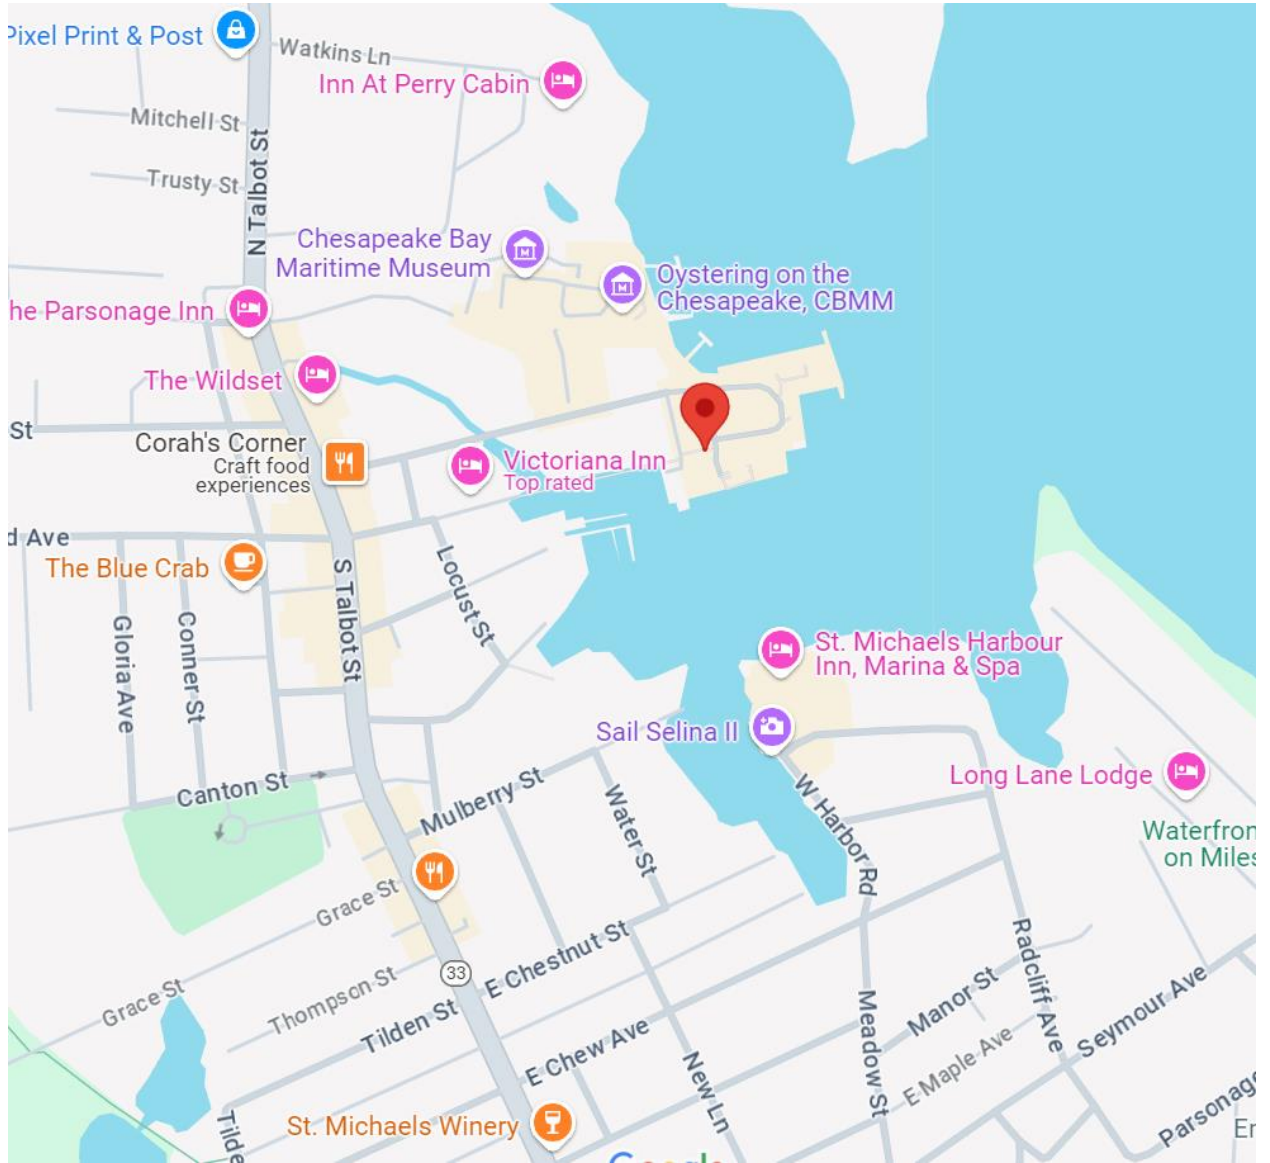 Pixel Print & Post
Watkins Ln
Inn At Perry Cabin
Mitchell St
N Talbot St
Trusty St
Chesapeake Bay
Maritime Museum
Oystering on the
Chesapeake, CBMM
he Parsonage Inn
The Wildset
St
Corah's Corner
Craft food
experiences
Victoriana Inn
Top rated
d Ave
The Blue Crab
S Talbot St
Locust St
Gloria Ave
Conner St
St. Michaels Harbour
Inn, Marina & Spa
Sail Selina II
Long Lane Lodge
Canton St
Mulberry St
Water St
W Harbor Rd
Waterfron
on Miles
Grace St
Radcliff Ave
E Chestnut St
33
Grace St
Thompson St
Tilden St
Manor St
Seymour Ave
Meadow St
E Maple Ave
E Chew Ave
New Ln
Parsonage
St. Michaels Winery
Tilde
Er
Google